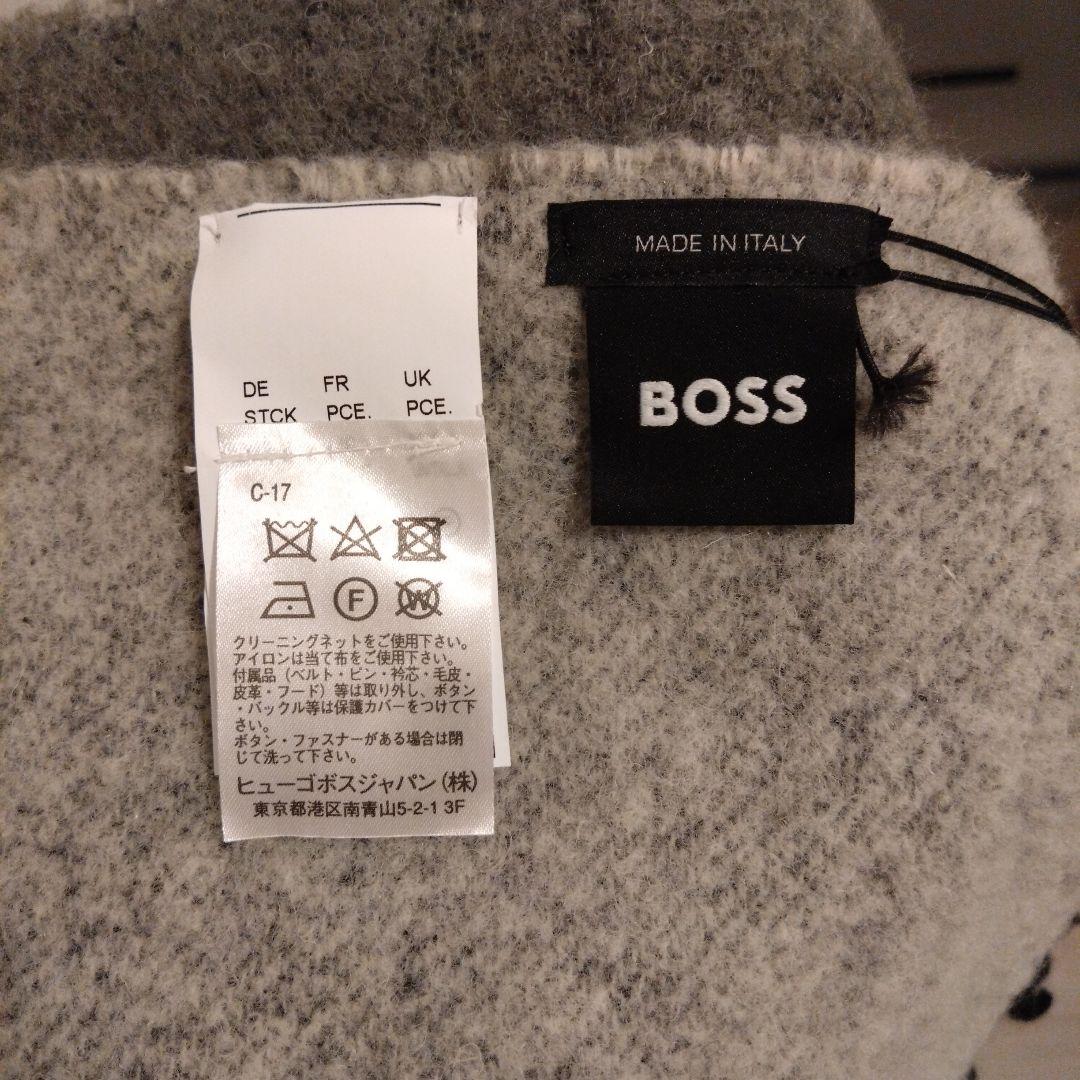 MADE IN ITALY
BOSS
DE FR UK
STCK PCE. PCE.
C-17
F W
クリーニングネットをご使用下さい。
アイロンは当て布をご使用下さい。
付属品（ベルト・ピン・衿芯・毛皮・
皮革・フード）等は取り外し、ボタン
・バックル等は保護カバーをつけて下
さい。
ボタン・ファスナーがある場合は閉
じて洗って下さい。
ヒューゴボスジャパン(株)
東京都港区南青山5-2-1 3F